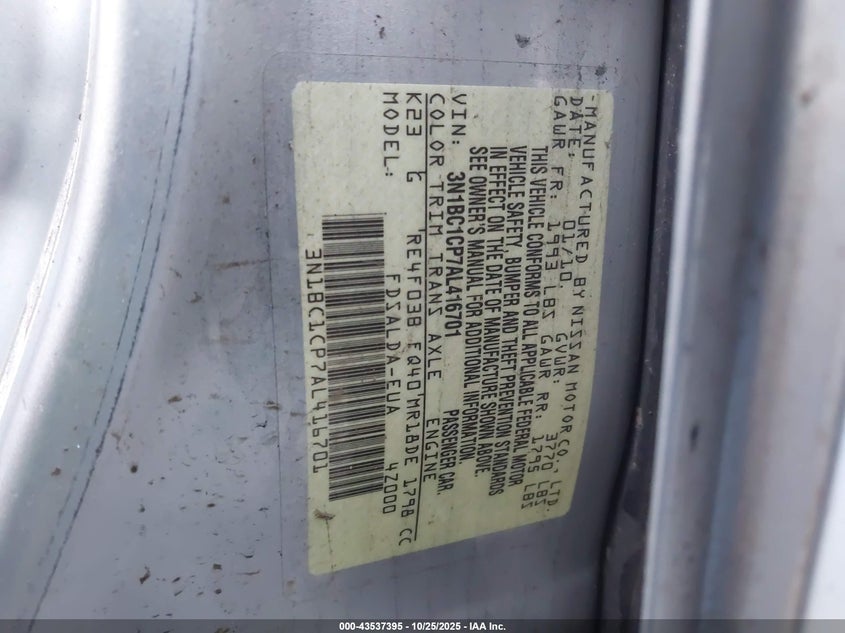 -MANUFACTURED BY NISSAN MOTOR CO., LTD.
DATE: 01/10 GVWR: 3770 LBS
GAWR FR: 1993 LBS GAWR RR: 1795 LBS
THIS VEHICLE CONFORMS TO ALL APPLICABLE FEDERAL MOTOR
VEHICLE SAFETY, BUMPER AND THEFT PREVENTION STANDARDS
IN EFFECT ON THE DATE OF MANUFACTURE SHOWN ABOVE.
SEE OWNER'S MANUAL FOR ADDITIONAL INFORMATION.
VIN: 3N1BC1CP7AL416701 PASSENGER CAR.
COLOR TRIM TRANS AXLE ENGINE
K23 G RE4F03B FQ40 MR18DE 1798 CC
MODEL: FDSALDA-EUA 4Z000
3N1BC1CP7AL416701
000-43537395 - 10/25/2025 - IAA Inc.